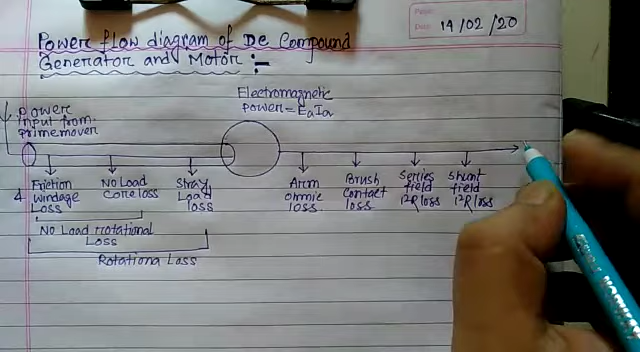 Page:
Date: 14/02/20
Power flow diagram of Dc Compound
Generator and Motor :-
Electromagnetic
Power = EaIa
Power
input from
primemover
Friction
windage
Loss
No Load
Core loss
Stray
Load
loss
Arm
ohmic
loss
Brush
Contact
loss
Series
field
I²R loss
shunt
field
I²R loss
No Load rotational
Loss
Rotational Loss